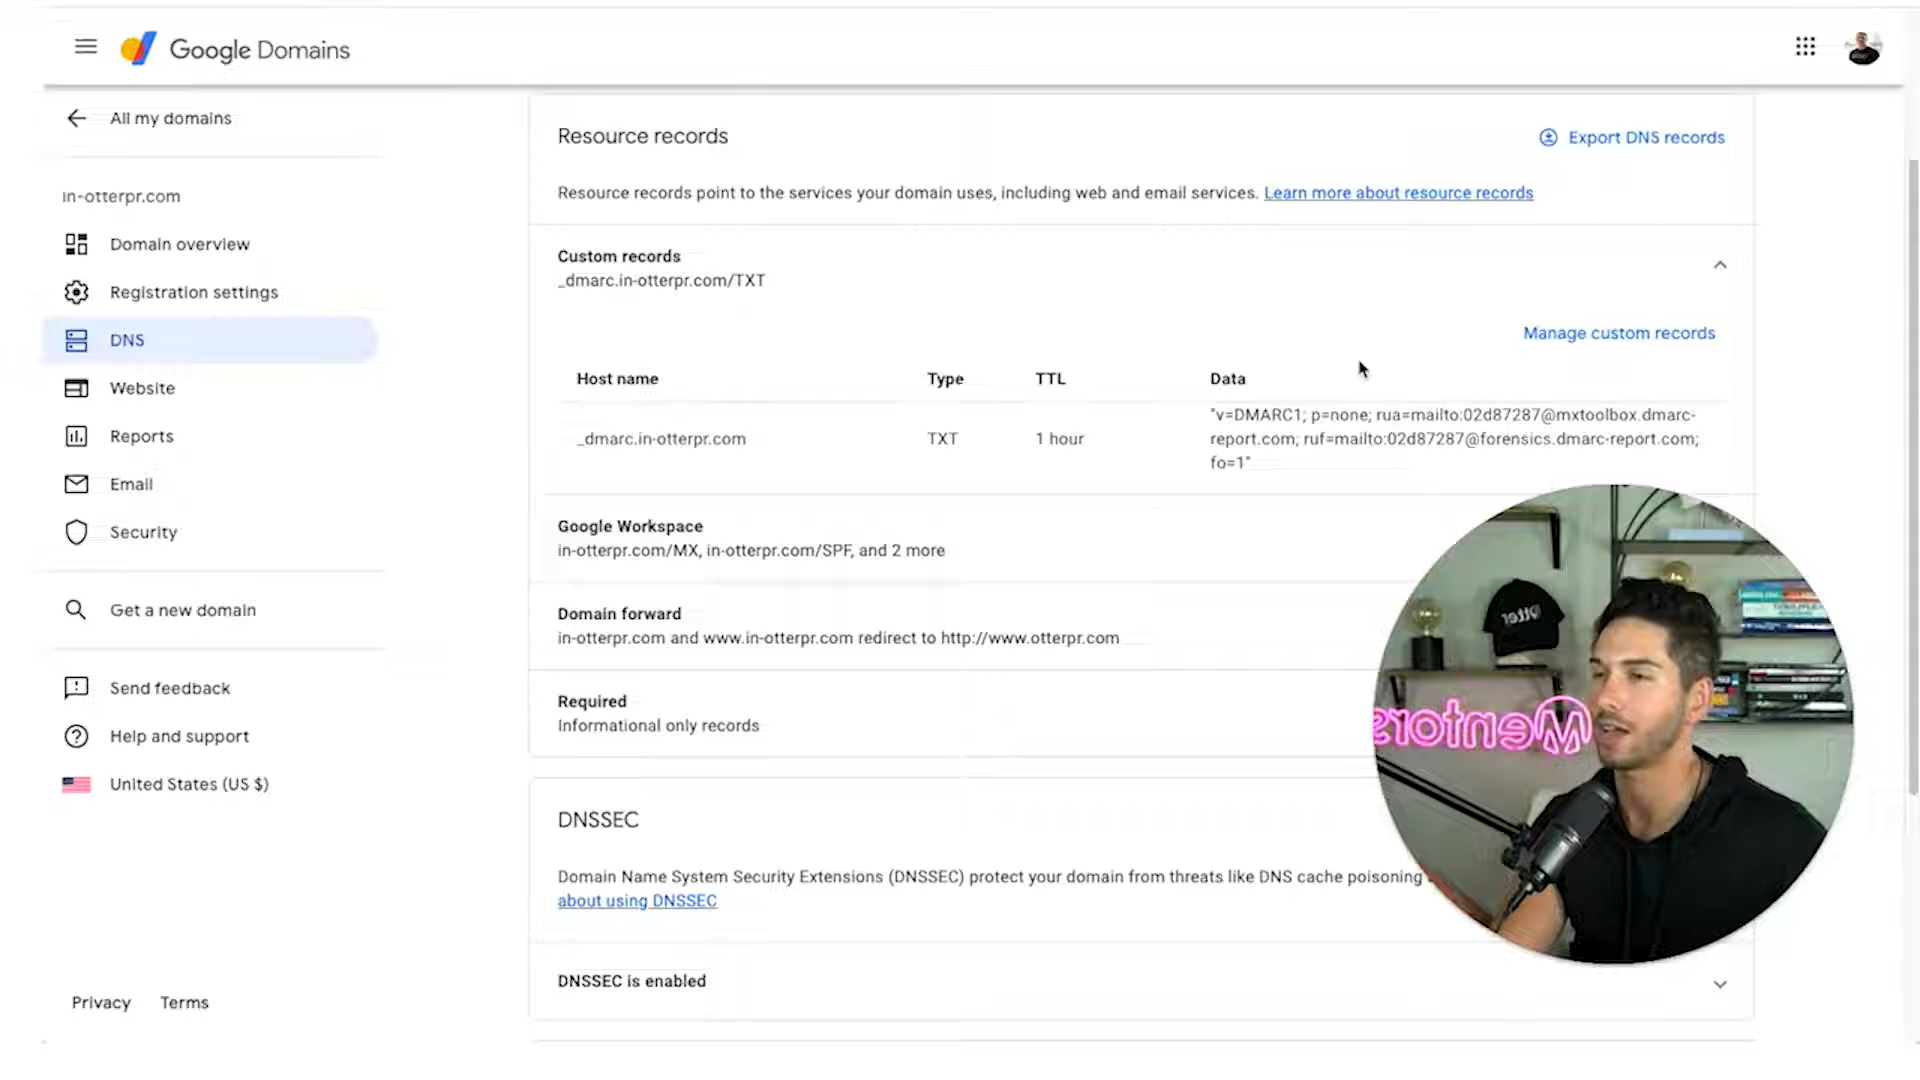 Google Domains
All my domains
in-otterpr.com
Domain overview
Registration settings
DNS
Website
Reports
Email
Security
Get a new domain
Send feedback
Help and support
United States (US $)
Privacy Terms
Resource records
Export DNS records
Resource records point to the services your domain uses, including web and email services. Learn more about resource records
Custom records
_dmarc.in-otterpr.com/TXT
Manage custom records
Host name Type TTL Data
_dmarc.in-otterpr.com TXT 1 hour
"v=DMARC1; p=none; rua=mailto:02d87287@mxtoolbox.dmarc-
report.com; ruf=mailto:02d87287@forensics.dmarc-report.com;
fo=1"
Google Workspace
in-otterpr.com/MX, in-otterpr.com/SPF, and 2 more
Domain forward
in-otterpr.com and www.in-otterpr.com redirect to http://www.otterpr.com
Required
Informational only records
DNSSEC
Domain Name System Security Extensions (DNSSEC) protect your domain from threats like DNS cache poisoning
about using DNSSEC
DNSSEC is enabled
Otter
Mentors